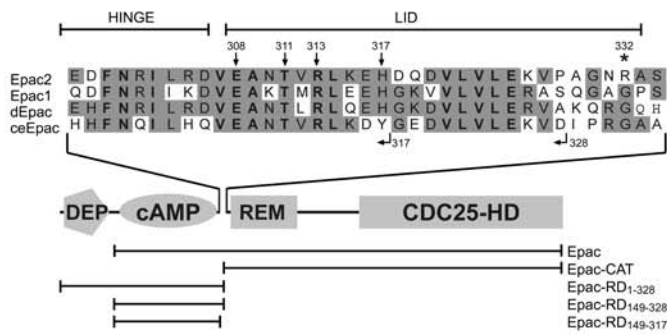 HINGE LID
308 311 313 317 332
*
Epac2 E D F N R I L R D V E A N T V R L K E H D Q D V L V L E K V P A G N R A S
Epac1 Q D F N R I I K D V E A K T M R L E E H G K V V L V L E R A S Q G A G P S
dEpac E H F N R I L R D V E A N T L R L Q E H G K D V L V L E R V A K Q R G Q H
ceEpac H H F N Q I L H Q V E A N T V R L K D Y G E D V L V L E K V D I P R G A A
317 328
DEP cAMP REM CDC25-HD
Epac
Epac-CAT
Epac-RD1-328
Epac-RD149-328
Epac-RD149-317